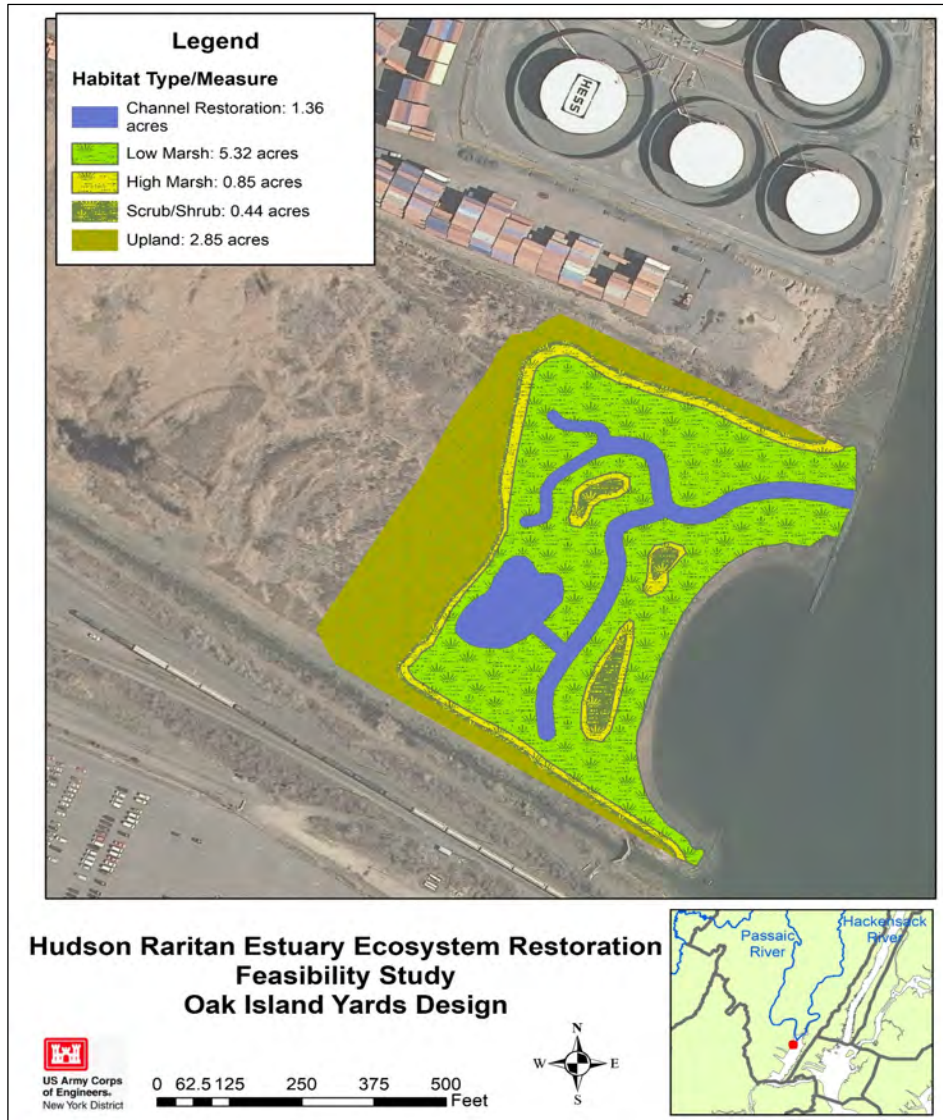 Legend
Habitat Type/Measure
Channel Restoration: 1.36
acres
Low Marsh: 5.32 acres
High Marsh: 0.85 acres
Scrub/Shrub: 0.44 acres
Upland: 2.85 acres
HESS
Hudson Raritan Estuary Ecosystem Restoration
Feasibility Study
Oak Island Yards Design
US Army Corps
of Engineers®
New York District
0 62.5 125 250 375 500
Feet
N
W E
S
Passaic
River
Hackensack
River